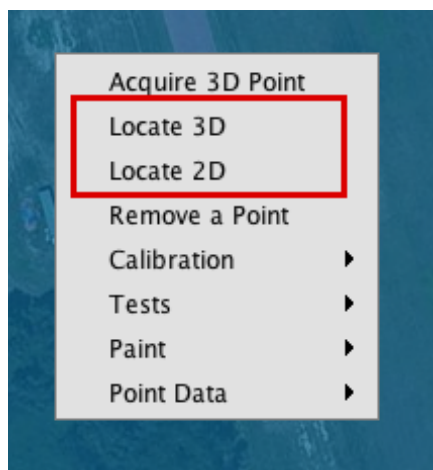 Acquire 3D Point
Locate 3D
Locate 2D
Remove a Point
Calibration
Tests
Paint
Point Data